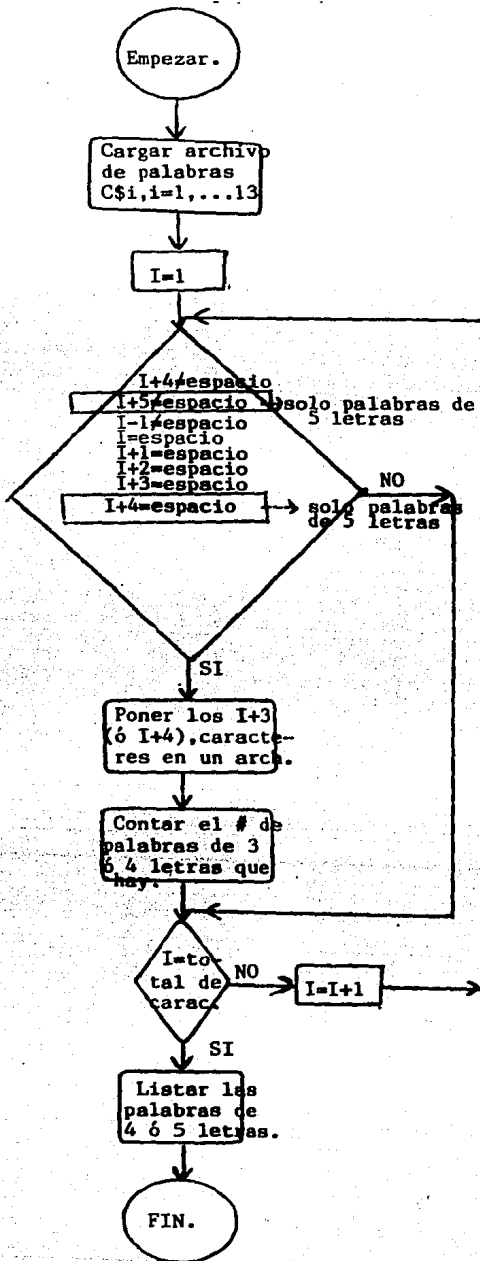 Empezar.
Cargar archivo
de palabras
C$i,i=1,...13
I=1
I+4≠espacio
I+5≠espacio
solo palabras de
5 letras
I-1≠espacio
I=espacio
I+1=espacio
I+2=espacio
I+3=espacio
I+4=espacio
solo palabras
de 5 letras
NO
SI
Poner los I+3
(ó I+4),caracte-
res en un arch.
Contar el # de
palabras de 3
ó 4 letras que
hay.
I=to-
tal de
carac.
NO
I=I+1
SI
Listar las
palabras de
4 ó 5 letras.
FIN.